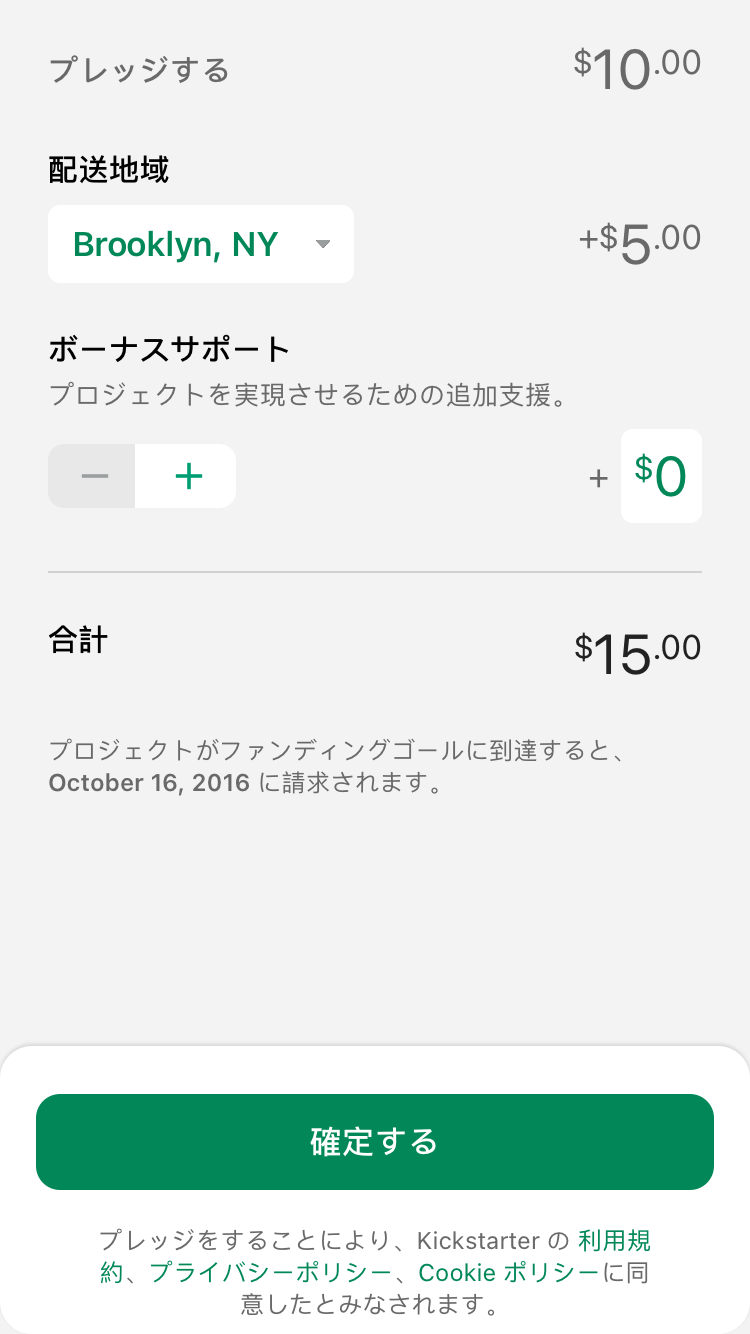 プレッジする $10.00
配送地域
Brooklyn, NY +$5.00
ボーナスサポート
プロジェクトを実現させるための追加支援。
− + + $0
合計 $15.00
プロジェクトがファンディングゴールに到達すると、
October 16, 2016 に請求されます。
確定する
プレッジをすることにより、Kickstarter の 利用規
約、プライバシーポリシー、Cookie ポリシーに同
意したとみなされます。